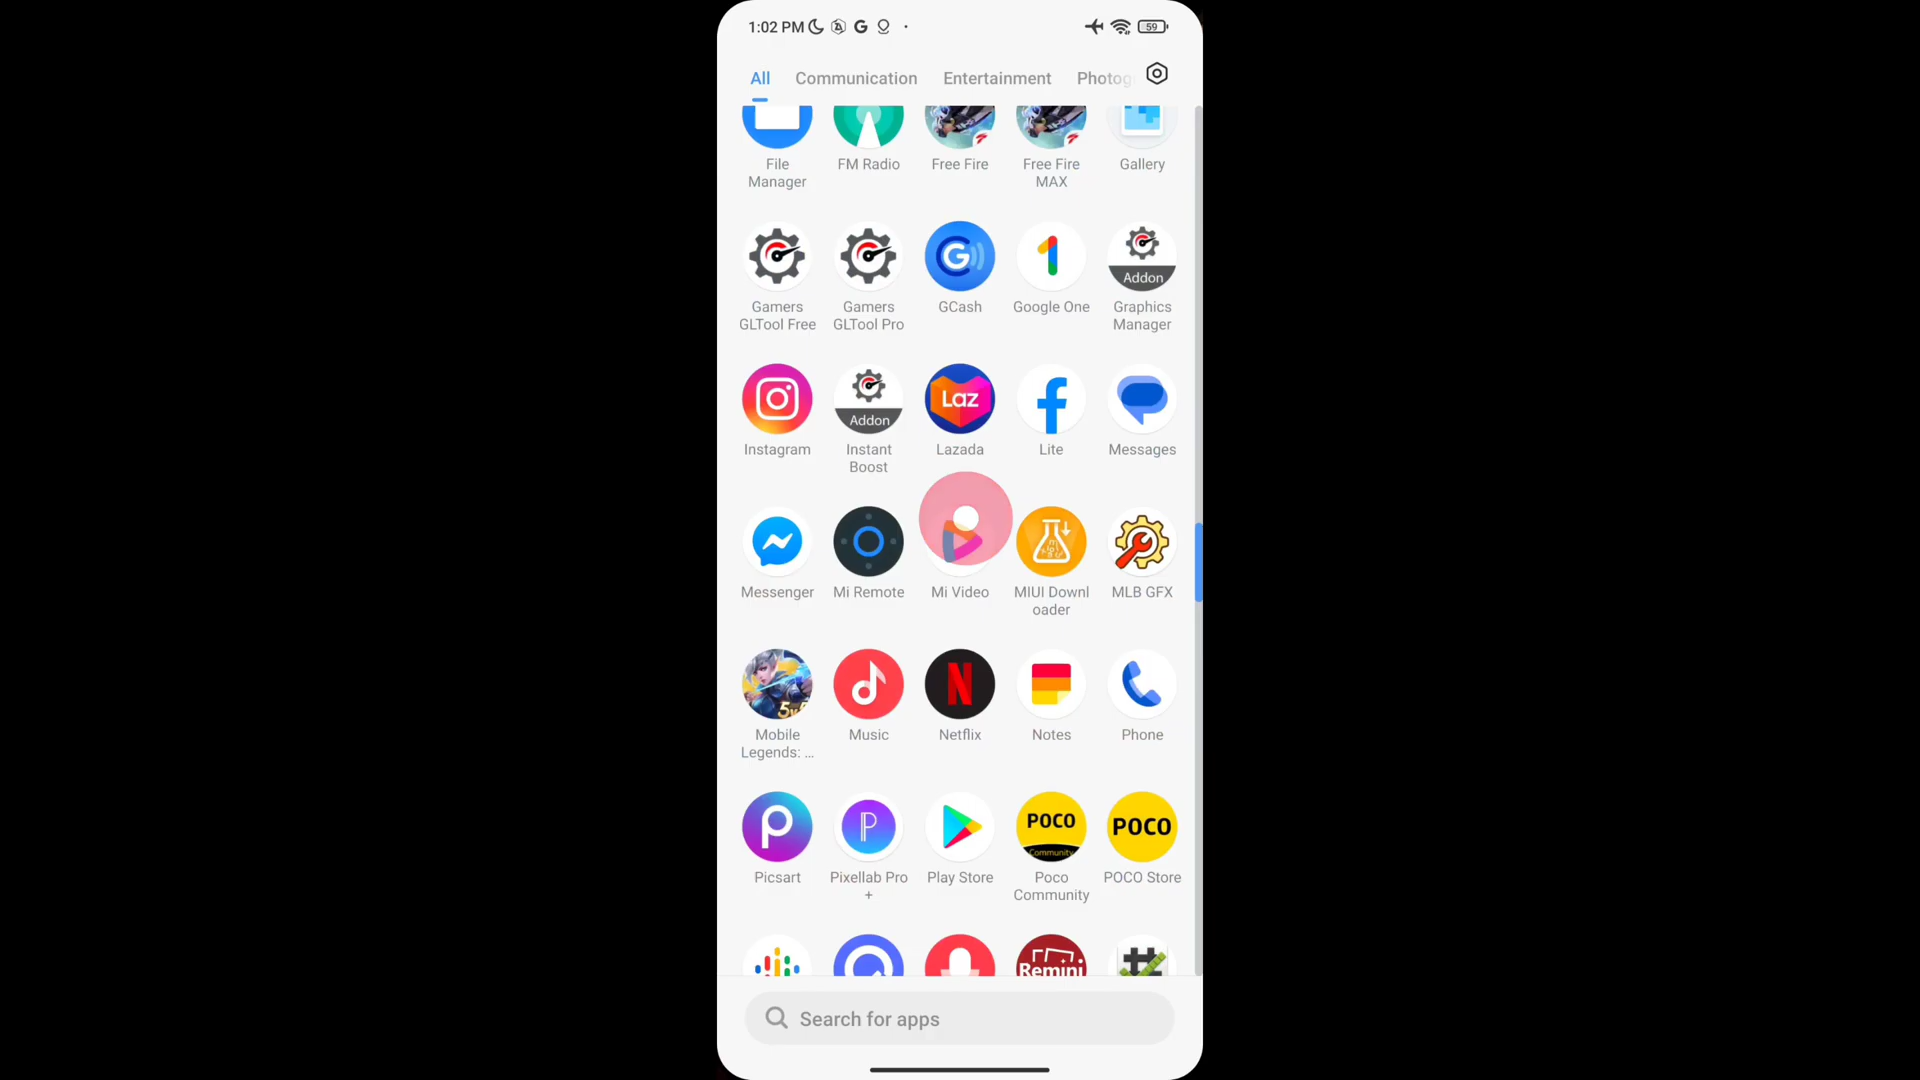 1:02 PM
59
All Communication Entertainment Photog
File Manager
FM Radio
Free Fire
Free Fire MAX
Gallery
Addon
Gamers GLTool Free
Gamers GLTool Pro
GCash
Google One
Graphics Manager
Addon
Laz
Instagram
Instant Boost
Lazada
Lite
Messages
Messenger
Mi Remote
Mi Video
MIUI Downl
oader
MLB GFX
Mobile Legends: ...
Music
Netflix
Notes
Phone
POCO
Community
POCO
Picsart
Pixellab Pro
+
Play Store
Poco Community
POCO Store
Remini
Search for apps